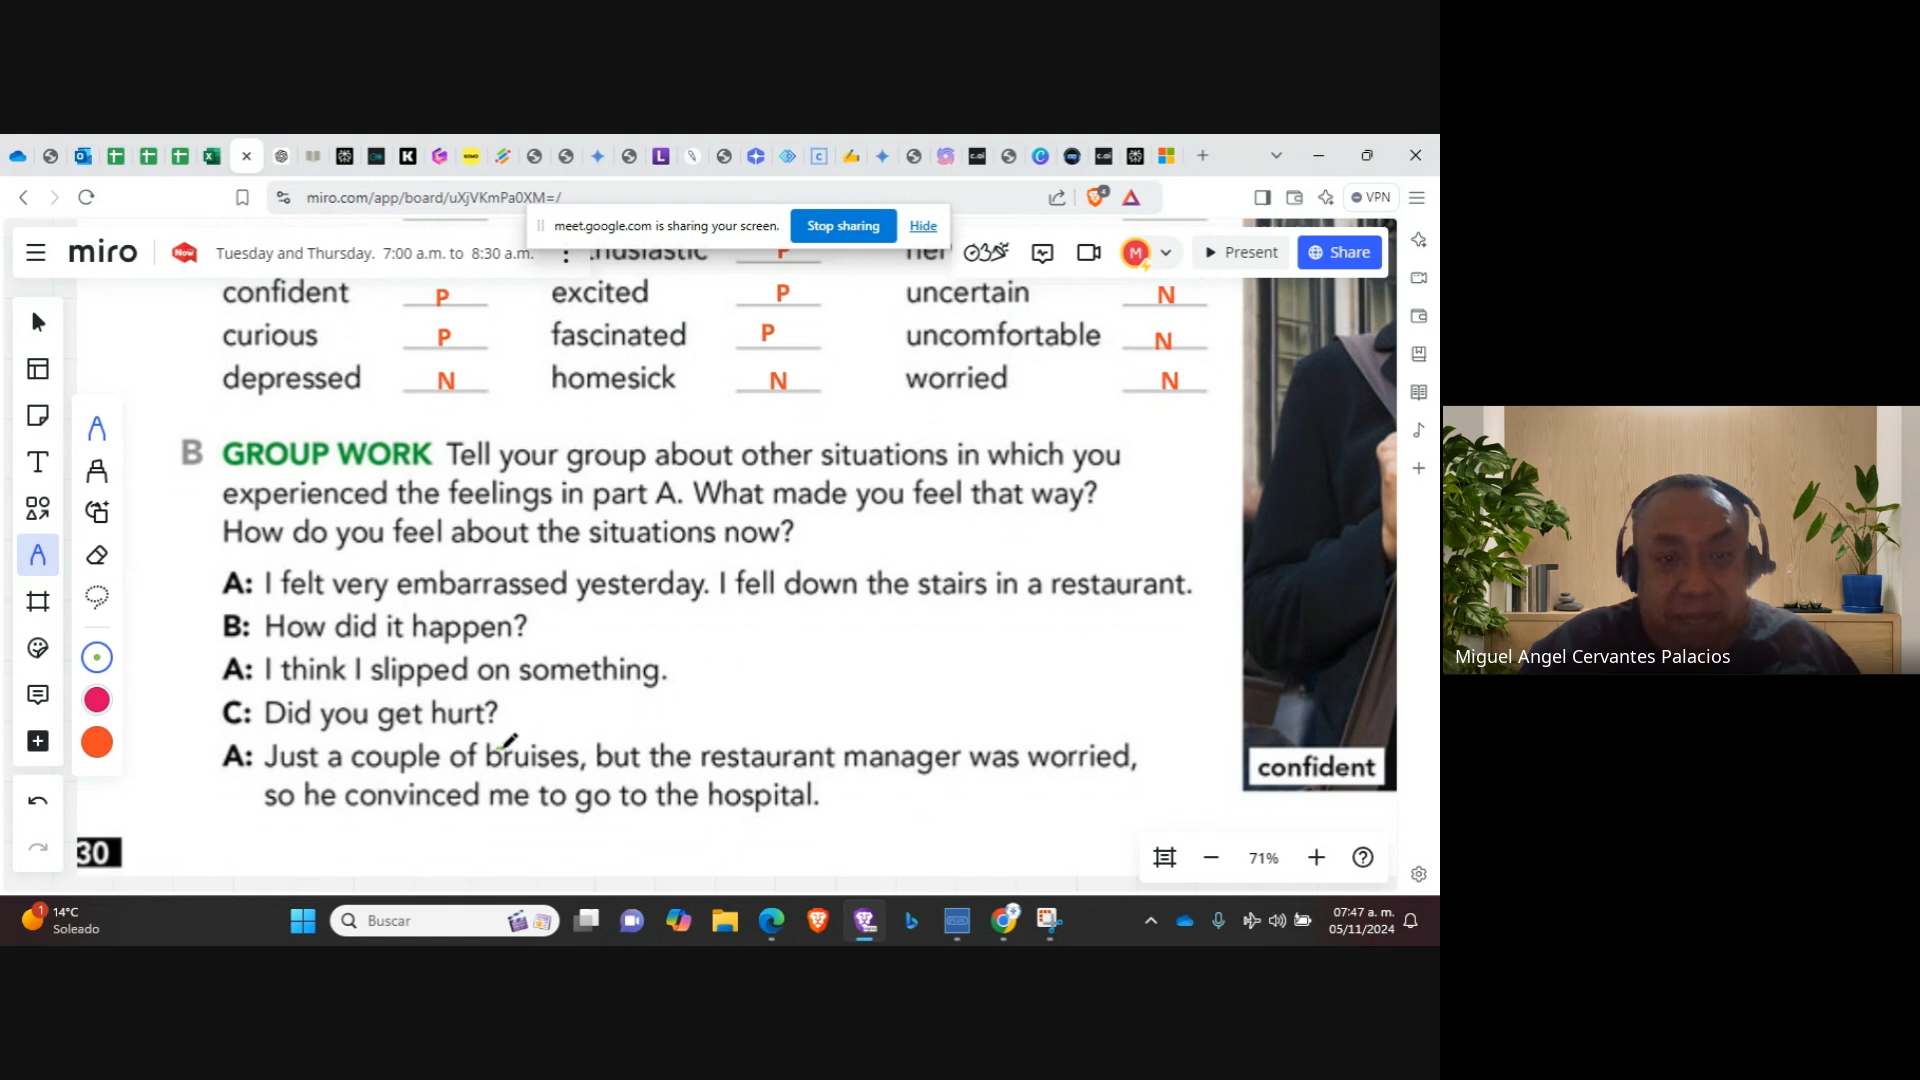 miro.com/app/board/uXjVKmPa0XM=/
VPN
meet.google.com is sharing your screen.
Stop sharing
Hide
miro
Now
Tuesday and Thursday. 7:00 a.m. to 8:30 a.m.
M
Present
Share
confident P excited P uncertain N
curious P fascinated P uncomfortable N
depressed N homesick N worried N
B GROUP WORK Tell your group about other situations in which you
experienced the feelings in part A. What made you feel that way?
How do you feel about the situations now?
A: I felt very embarrassed yesterday. I fell down the stairs in a restaurant.
B: How did it happen?
A: I think I slipped on something.
C: Did you get hurt?
A: Just a couple of bruises, but the restaurant manager was worried,
so he convinced me to go to the hospital.
confident
30
71%
Miguel Angel Cervantes Palacios
1
14°C
Soleado
Buscar
07:47 a. m.
05/11/2024